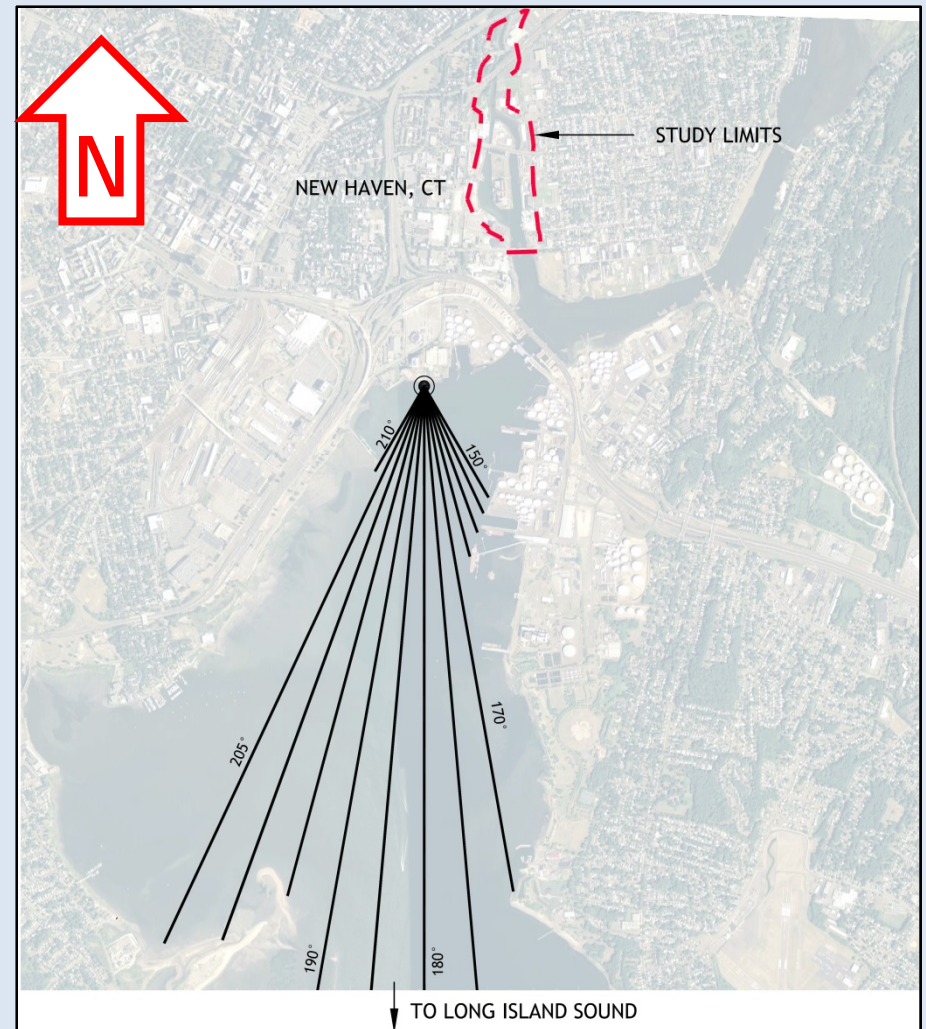 N
STUDY LIMITS
NEW HAVEN, CT
210°
150°
170°
205°
190°
180°
TO LONG ISLAND SOUND